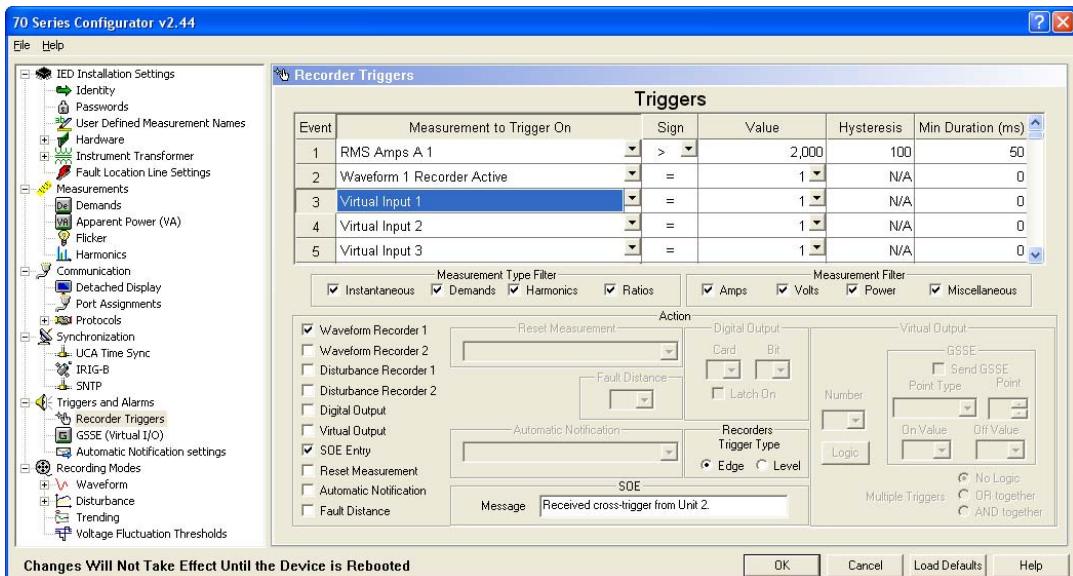 70 Series Configurator v2.44
File Help
IED Installation Settings
Identity
Passwords
User Defined Measurement Names
Hardware
Instrument Transformer
Fault Location Line Settings
Measurements
De Demands
VA Apparent Power (VA)
Flicker
Harmonics
Communication
Detached Display
Port Assignments
Protocols
Synchronization
UCA Time Sync
IRIG-B
SNTP
Triggers and Alarms
Recorder Triggers
G GSSE (Virtual I/O)
Automatic Notification settings
Recording Modes
Waveform
Disturbance
Trending
Voltage Fluctuation Thresholds
Recorder Triggers
Triggers
Event Measurement to Trigger On Sign Value Hysteresis Min Duration (ms)
1 RMS Amps A 1 > 2,000 100 50
2 Waveform 1 Recorder Active = 1 N/A 0
3 Virtual Input 1 = 1 N/A 0
4 Virtual Input 2 = 1 N/A 0
5 Virtual Input 3 = 1 N/A 0
Measurement Type Filter
Instantaneous Demands Harmonics Ratios
Measurement Filter
Amps Volts Power Miscellaneous
Action
Waveform Recorder 1
Waveform Recorder 2
Disturbance Recorder 1
Disturbance Recorder 2
Digital Output
Virtual Output
SOE Entry
Reset Measurement
Automatic Notification
Fault Distance
Reset Measurement
Fault Distance
Automatic Notification
Digital Output
Card Bit
Latch On
Recorders
Trigger Type
Edge Level
SOE
Message Received cross-trigger from Unit 2.
Virtual Output
Number
Logic
GSSE
Send GSSE
Point Type Point
On Value Off Value
Multiple Triggers
No Logic
OR together
AND together
Changes Will Not Take Effect Until the Device is Rebooted
OK Cancel Load Defaults Help